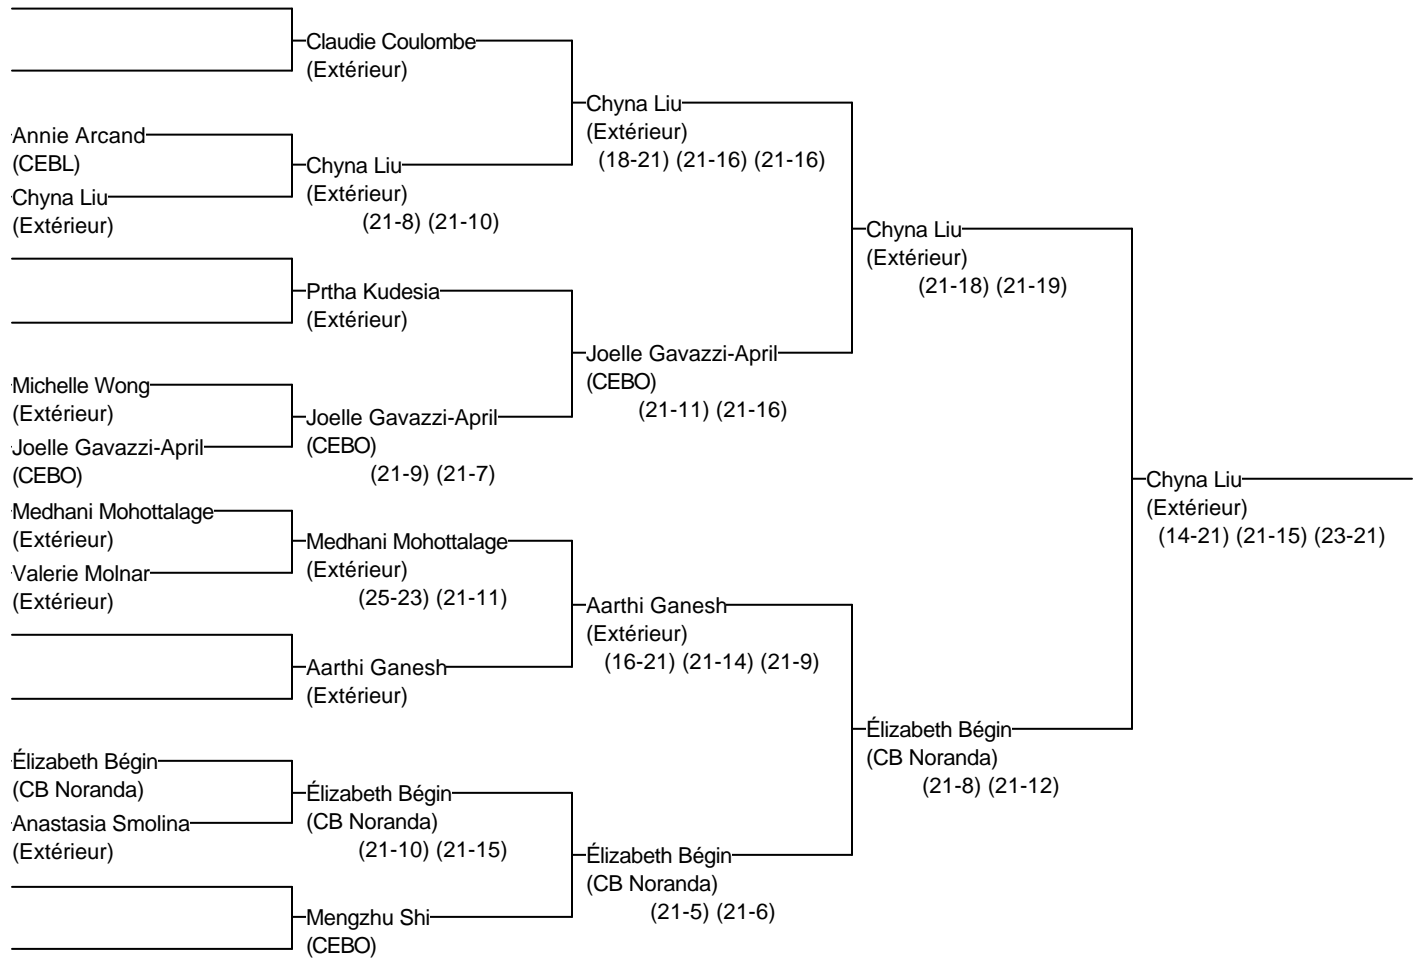 Claudie Coulombe
(Extérieur)
Chyna Liu
(Extérieur)
(18-21) (21-16) (21-16)
Annie Arcand
(CEBL)
Chyna Liu
(Extérieur)
Chyna Liu
(Extérieur)
(21-8) (21-10)
Chyna Liu
(Extérieur)
(21-18) (21-19)
Prtha Kudesia
(Extérieur)
Joelle Gavazzi-April
(CEBO)
(21-11) (21-16)
Michelle Wong
(Extérieur)
Joelle Gavazzi-April
(CEBO)
Joelle Gavazzi-April
(CEBO)
(21-9) (21-7)
Chyna Liu
(Extérieur)
(14-21) (21-15) (23-21)
Medhani Mohottalage
(Extérieur)
Valerie Molnar
(Extérieur)
Medhani Mohottalage
(Extérieur)
(25-23) (21-11)
Aarthi Ganesh
(Extérieur)
(16-21) (21-14) (21-9)
Aarthi Ganesh
(Extérieur)
Élizabeth Bégin
(CB Noranda)
(21-8) (21-12)
Élizabeth Bégin
(CB Noranda)
Anastasia Smolina
(Extérieur)
Élizabeth Bégin
(CB Noranda)
(21-10) (21-15)
Élizabeth Bégin
(CB Noranda)
(21-5) (21-6)
Mengzhu Shi
(CEBO)